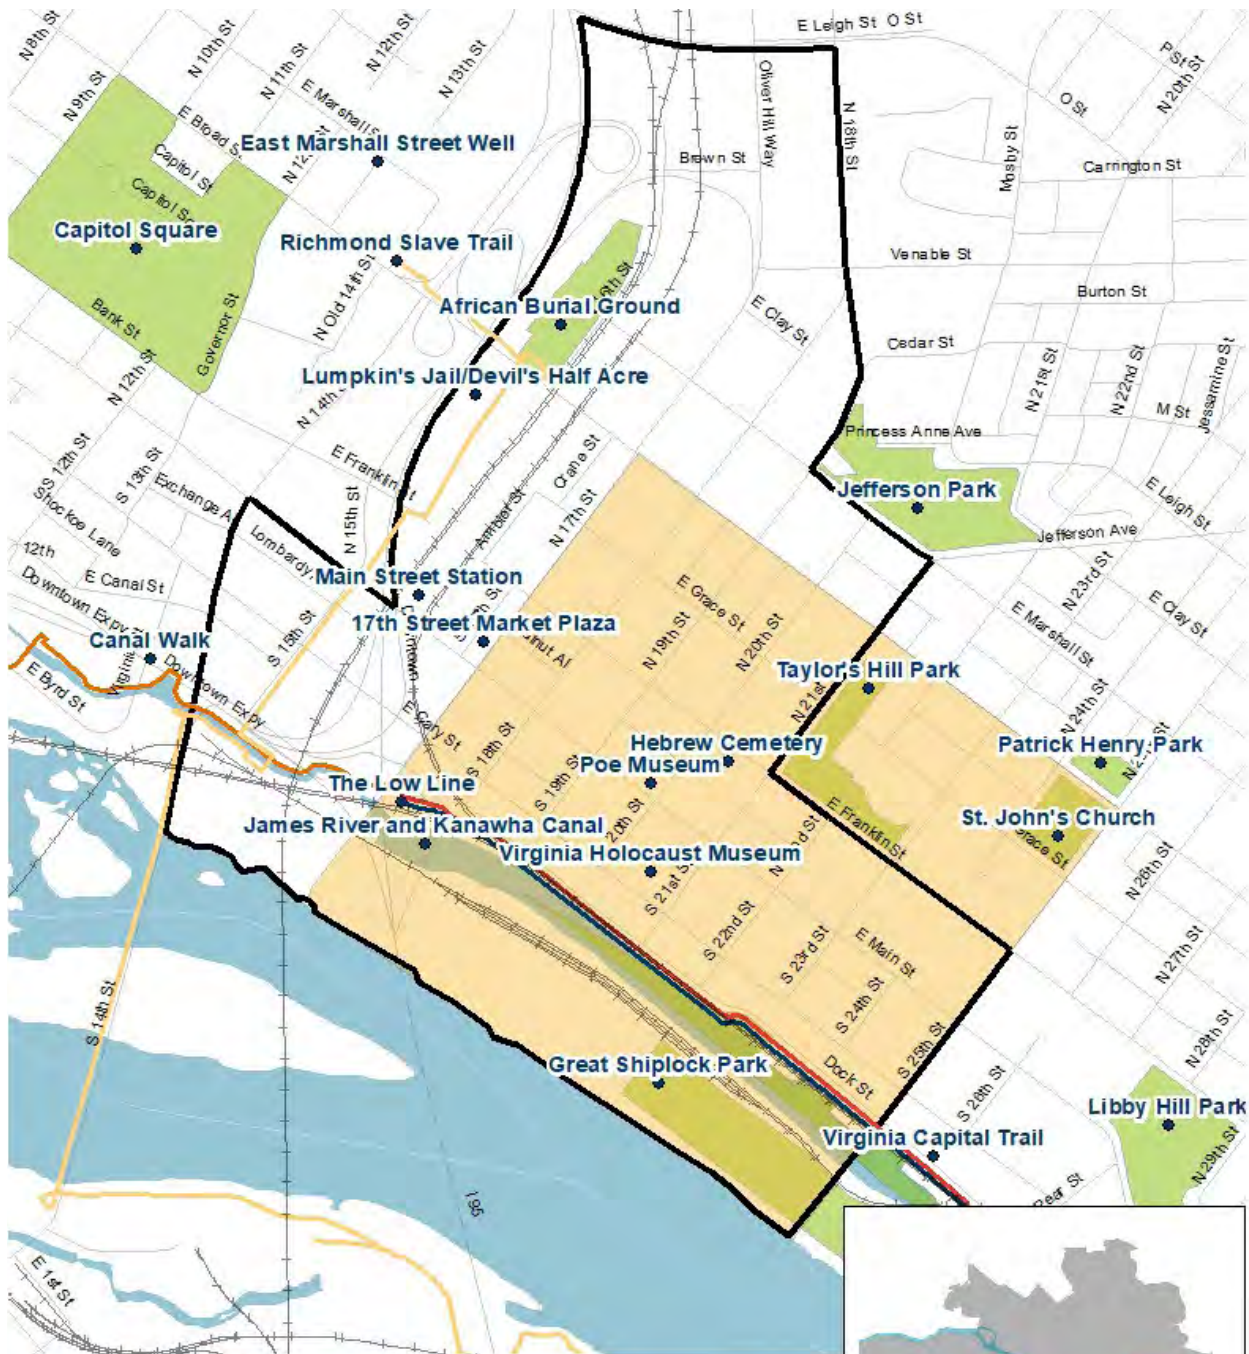 E Leigh St O St
N 8th St
N 10th St
N 12th St
N 9th St
N 11th St
N 13th St
P St
N 20th St
O St
E Marshall S
E Broad S
East Marshall Street Well
Oliver Hill Way
N 18th St
Brown St
Mosby St
Carrington St
Capitol St
Capitol Sq
Capitol Square
Richmond Slave Trail
Venable St
Burton St
N Old 14th St
African Burial Ground
E Clay St
Bank St
Governor St
Cedar St
N 12th St
Lumpkin's Jail/Devil's Half Acre
N 14th
N 21st St
N 22nd St
Jessamine St
M St
Princess Anne Ave
S 12th St
S 13th St
E Franklin St
Crane St
Exchange A
Jefferson Park
E Leigh St
Shockoe Lane
N 15th St
Ambler St
N 17th St
Jefferson Ave
Lombardy
12th
E Canal St
Downtown Expy
Main Street Station
E Grace St
N 23rd St
E Clay St
E Marshall St
17th Street Market Plaza
Canal Walk
S 15th St
N 19th St
N 20th St
Taylor's Hill Park
E Byrd St
Downtown Expy
N 21st
E Cary St
N 24th St
S 18th St
Hebrew Cemetery
Patrick Henry Park
Poe Museum
The Low Line
S 19th St
20th St
E Franklin St
St. John's Church
Grace St
James River and Kanawha Canal
Virginia Holocaust Museum
N 26th St
S 21st S
S 22nd St
S 23rd St
E Main St
N 27th St
S 14th St
S 24th St
S 25th St
N 28th St
Great Shiplock Park
Dock St
S 26th St
Libby Hill Park
Virginia Capital Trail
N 29th St
Pear St
195
E 1st St